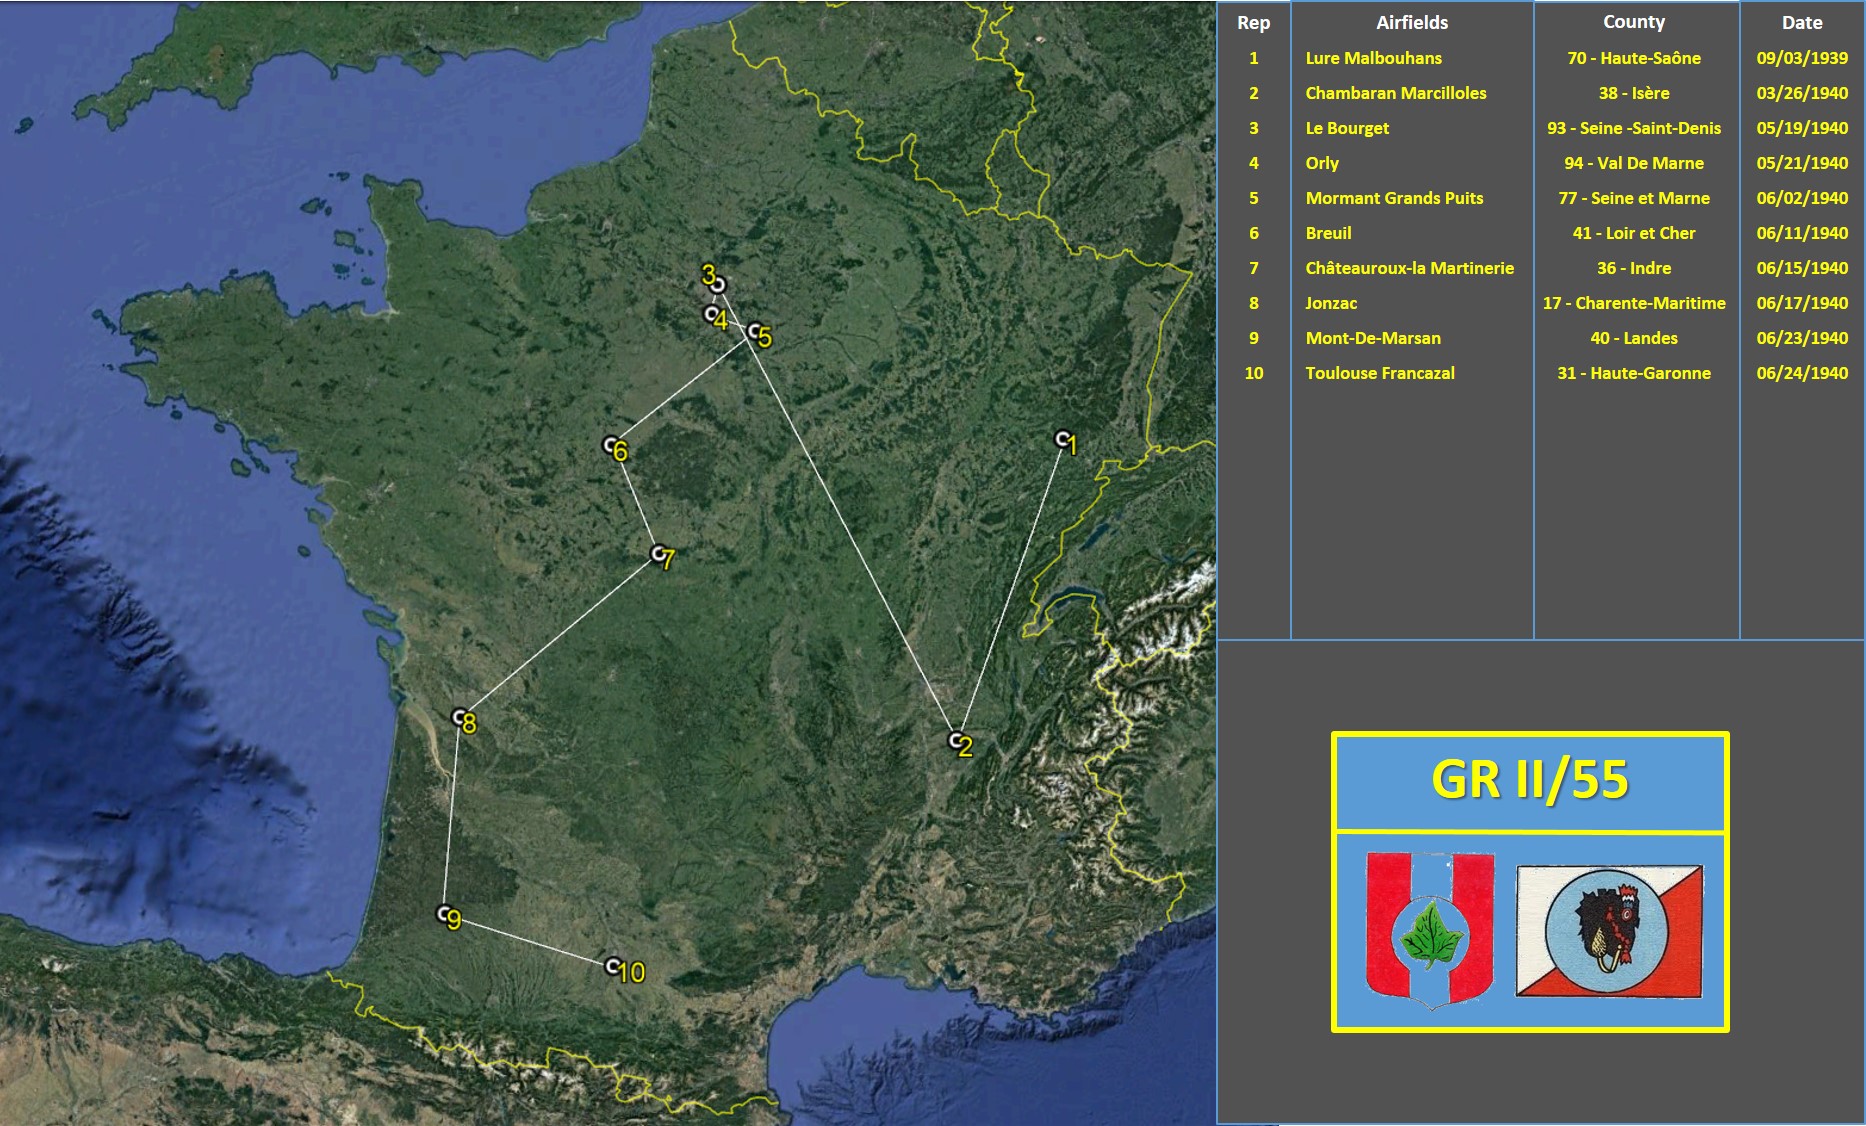 Rep Airfields County Date
1 Lure Malbouhans 70 - Haute-Saône 09/03/1939
2 Chambaran Marcilloles 38 - Isère 03/26/1940
3 Le Bourget 93 - Seine -Saint-Denis 05/19/1940
4 Orly 94 - Val De Marne 05/21/1940
5 Mormant Grands Puits 77 - Seine et Marne 06/02/1940
6 Breuil 41 - Loir et Cher 06/11/1940
7 Châteauroux-la Martinerie 36 - Indre 06/15/1940
8 Jonzac 17 - Charente-Maritime 06/17/1940
9 Mont-De-Marsan 40 - Landes 06/23/1940
10 Toulouse Francazal 31 - Haute-Garonne 06/24/1940
3
4
5
1
6
7
8
2
9
10
GR II/55